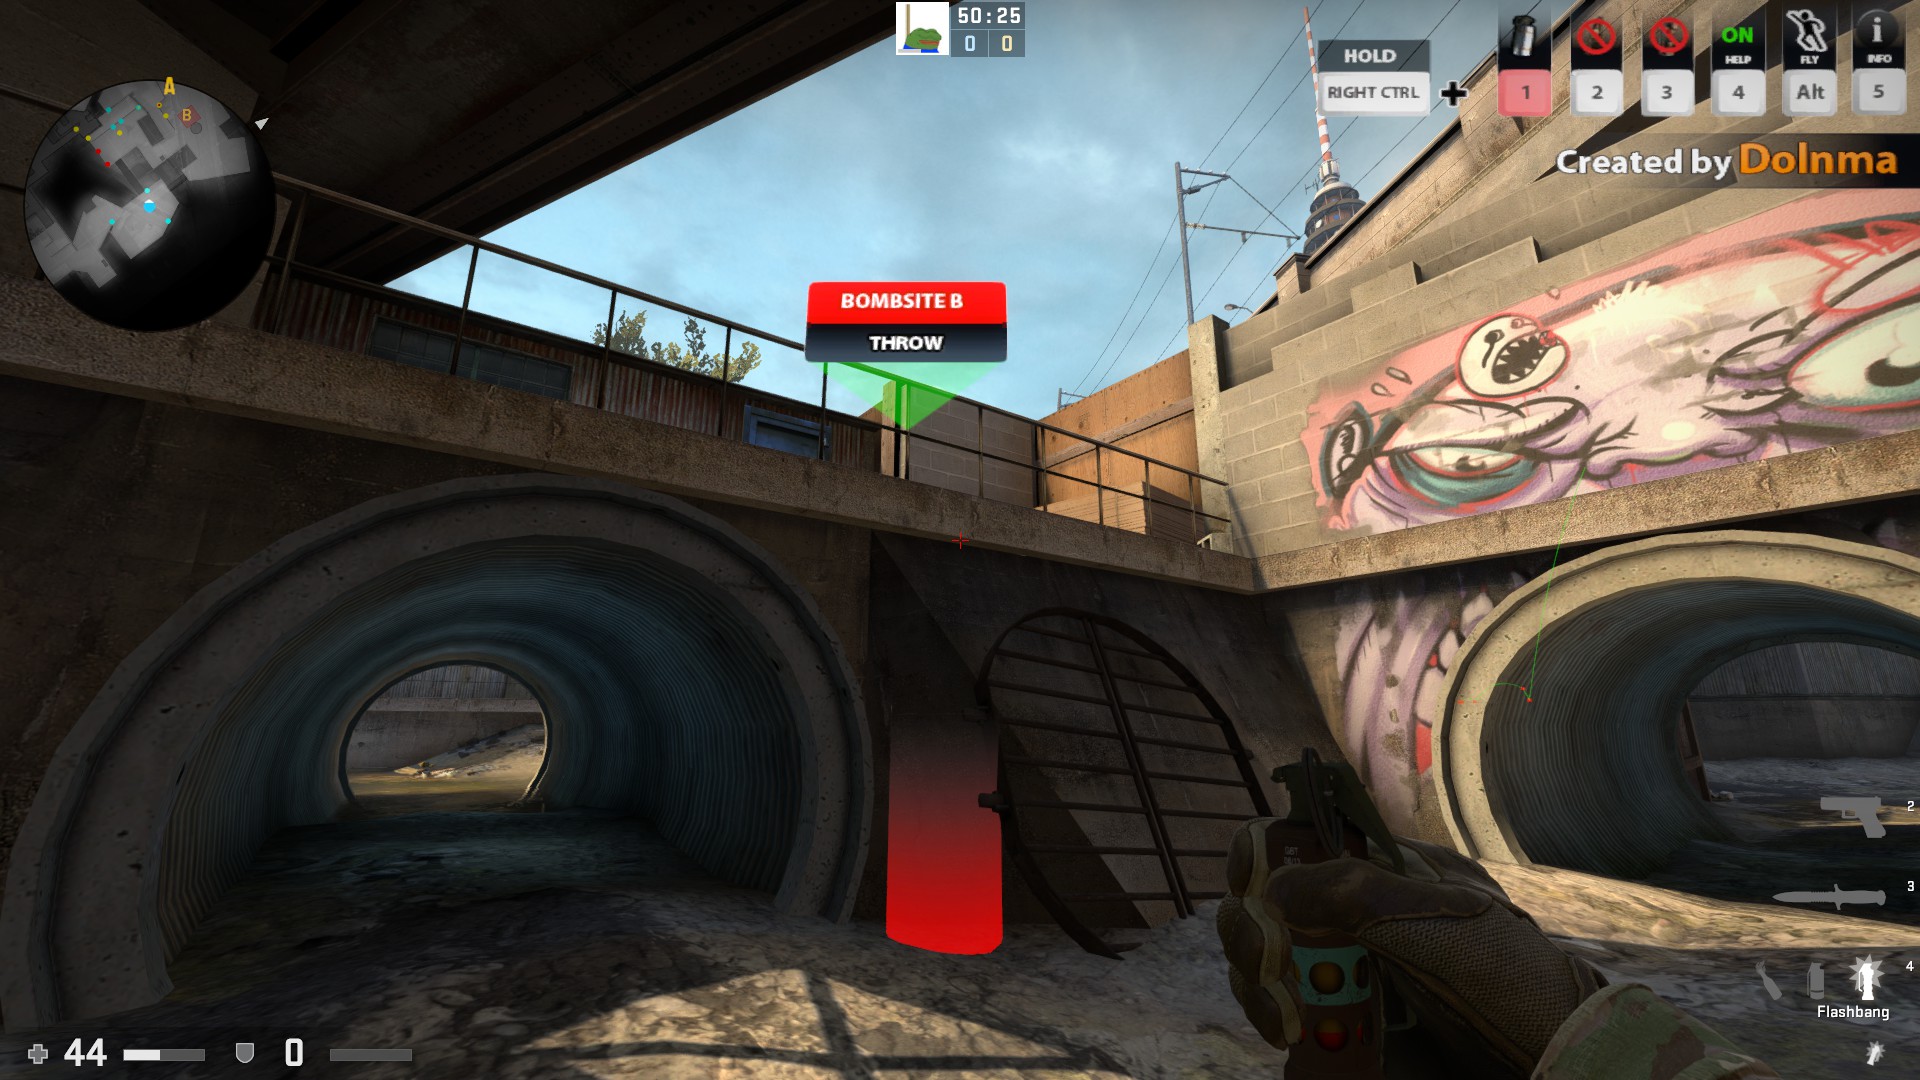 50:25
0 0
A
B
HOLD
RIGHT CTRL
1
2
3
ON
HELP
4
FLY
Alt
i
INFO
5
Created by Dolnma
BOMBSITE B
THROW
2
3
4
Flashbang
44
0